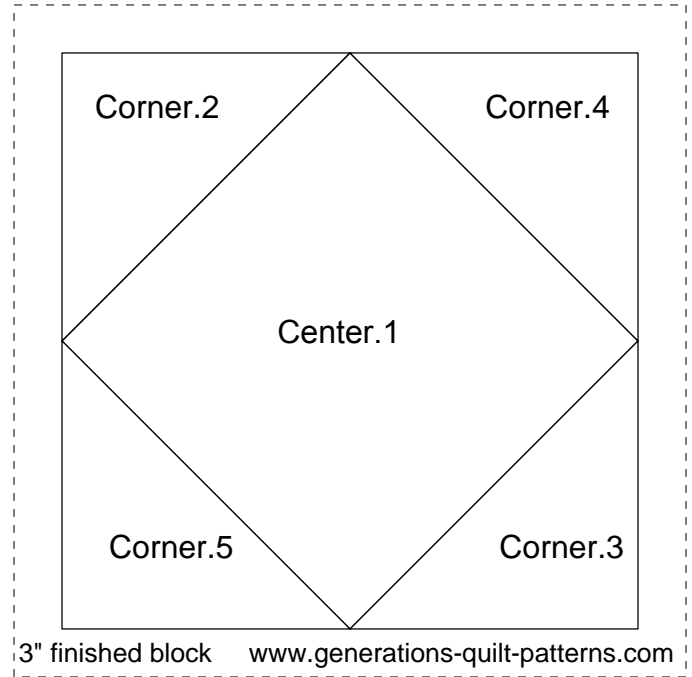 Corner.2 Corner.4
Center.1
Corner.5 Corner.3
3" finished block www.generations-quilt-patterns.com